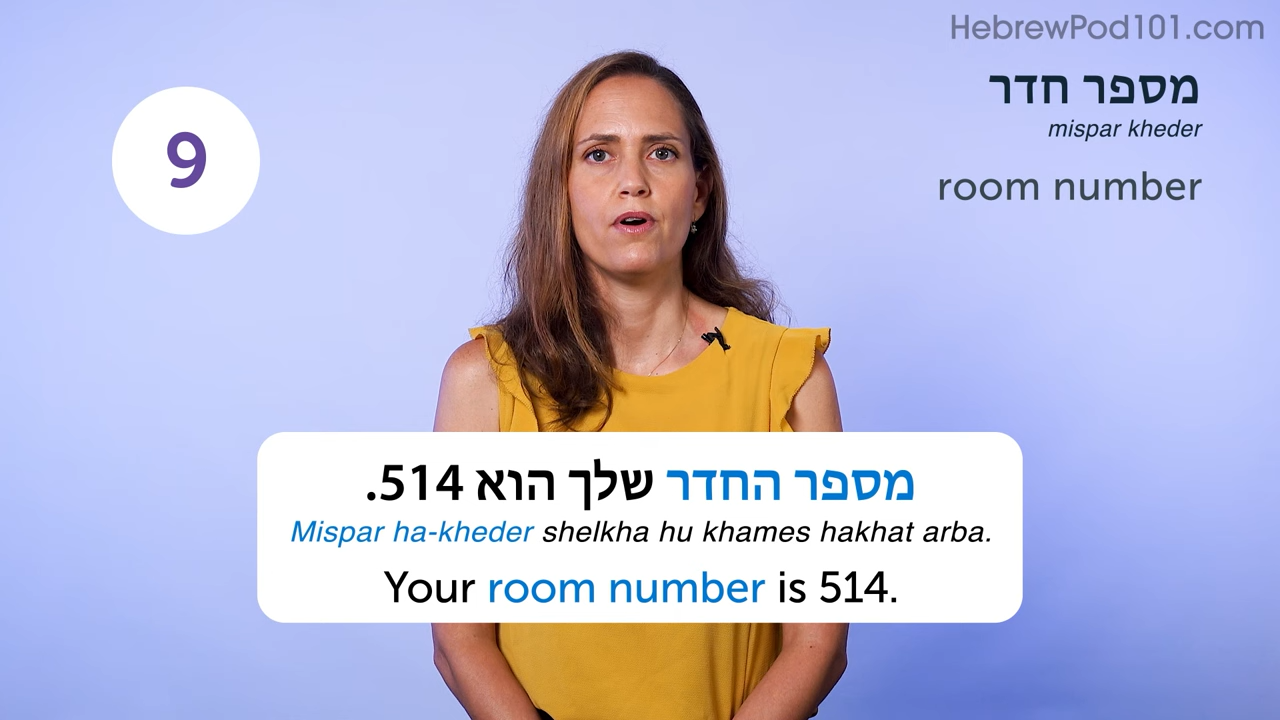 HebrewPod101.com
9
מספר חדר
mispar kheder
room number
מספר החדר שלך הוא 514.
Mispar ha-kheder shelkha hu khames hakhat arba.
Your room number is 514.